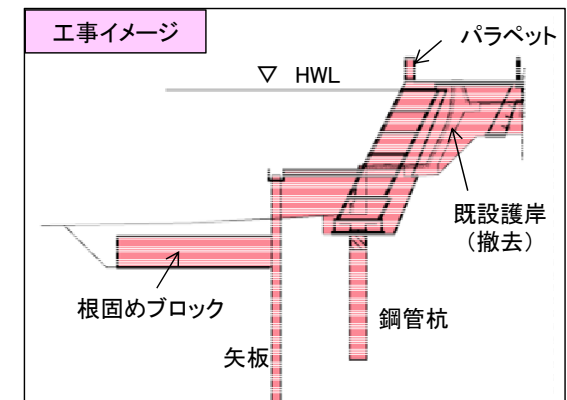 工事イメージ
パラペット
▽ HWL
既設護岸
（撤去）
根固めブロック
鋼管杭
矢板